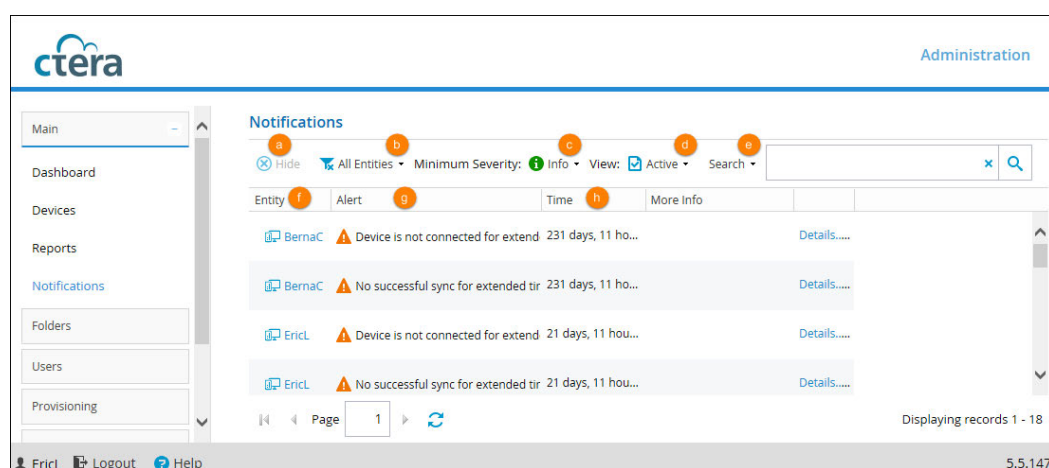 ctera
Administration
Main
Dashboard
Devices
Reports
Notifications
Folders
Users
Provisioning
Notifications
a b c d e
Hide All Entities Minimum Severity: Info View: Active Search
Entity f Alert g Time h More Info
BernaC Device is not connected for extend 231 days, 11 ho... Details.....
BernaC No successful sync for extended tir 231 days, 11 ho... Details.....
EricL Device is not connected for extend 21 days, 11 hou... Details.....
EricL No successful sync for extended tir 21 days, 11 hou... Details.....
Page 1 Displaying records 1 - 18
EricL Logout Help 5.5.147